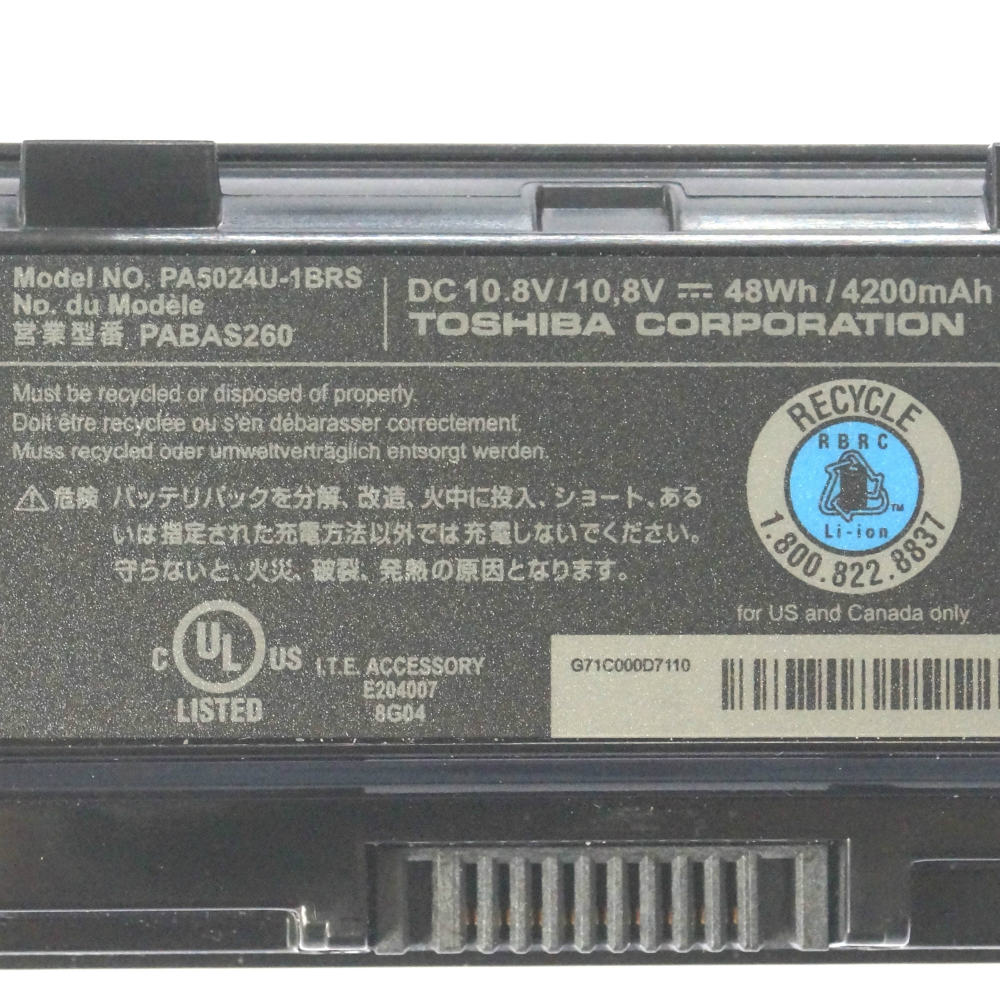 Model NO. PA5024U-1BRS
No. du Modèle
営業型番 PABAS260
DC 10.8V/10,8V ⎓ 48Wh/4200mAh
TOSHIBA CORPORATION
Must be recycled or disposed of properly.
Doit être recyclée ou s'en débarasser correctement.
Muss recycled oder umweltverträglich entsorgt werden.
⚠危険 バッテリパックを分解、改造、火中に投入、ショート、ある
いは指定された充電方法以外では充電しないでください。
守らないと、火災、破裂、発熱の原因となります。
RECYCLE
RBRC
TM
Li-ion
1.800.822.8837
for US and Canada only
C UL US
LISTED
I.T.E. ACCESSORY
E204007
8G04
G71C000D7110